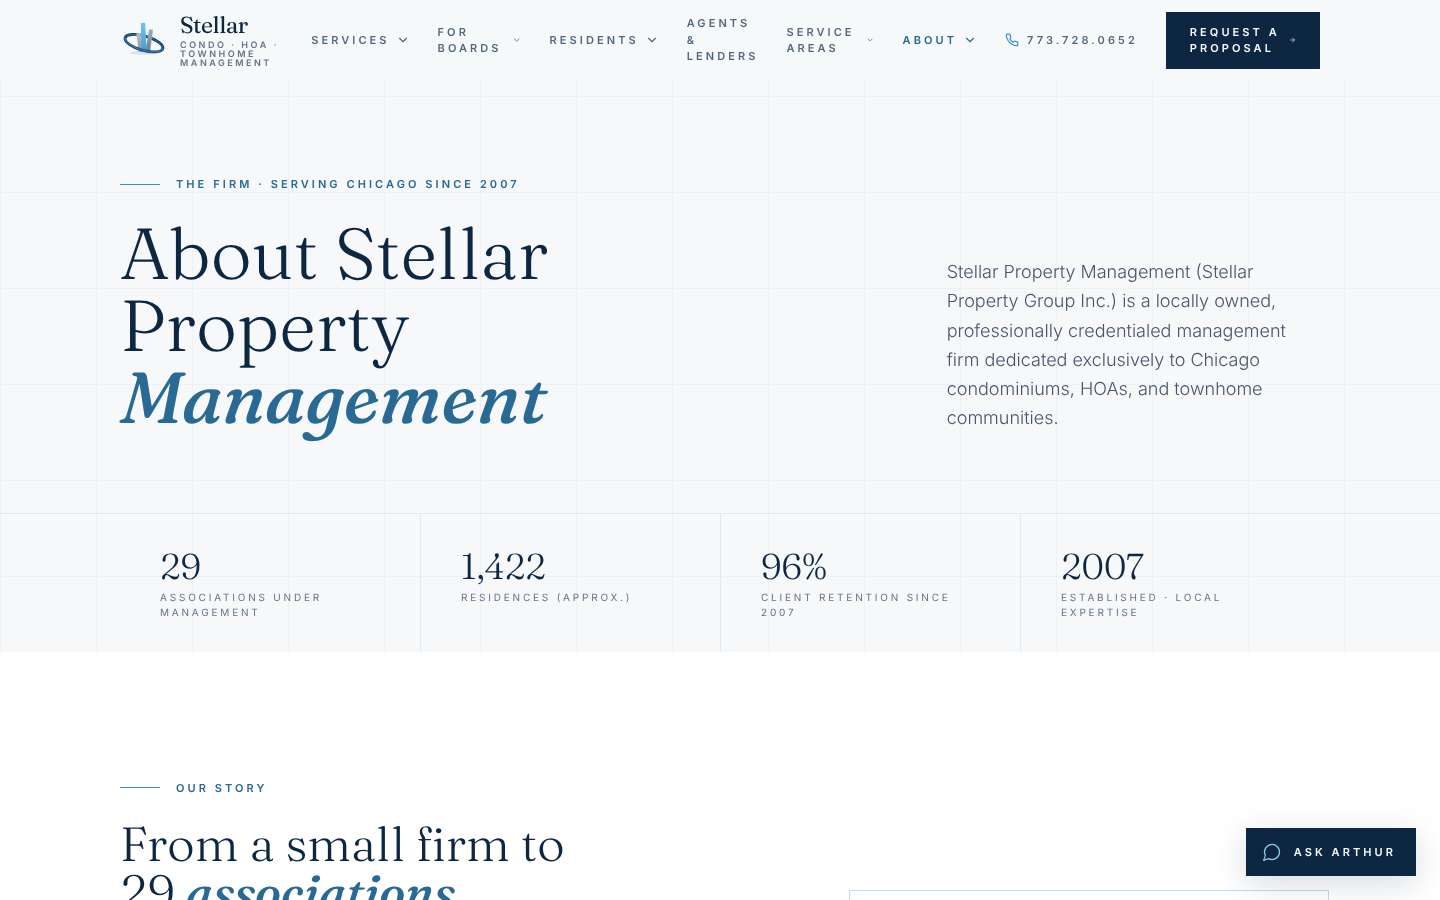 Stellar
CONDO · HOA ·
TOWNHOME
MANAGEMENT
SERVICES
FOR
BOARDS
RESIDENTS
AGENTS
&
LENDERS
SERVICE
AREAS
ABOUT
773.728.0652
REQUEST A
PROPOSAL
THE FIRM · SERVING CHICAGO SINCE 2007
About Stellar
Property
Management
Stellar Property Management (Stellar
Property Group Inc.) is a locally owned,
professionally credentialed management
firm dedicated exclusively to Chicago
condominiums, HOAs, and townhome
communities.
29
ASSOCIATIONS UNDER
MANAGEMENT
1,422
RESIDENCES (APPROX.)
96%
CLIENT RETENTION SINCE
2007
2007
ESTABLISHED · LOCAL
EXPERTISE
OUR STORY
From a small firm to
29 associations
ASK ARTHUR